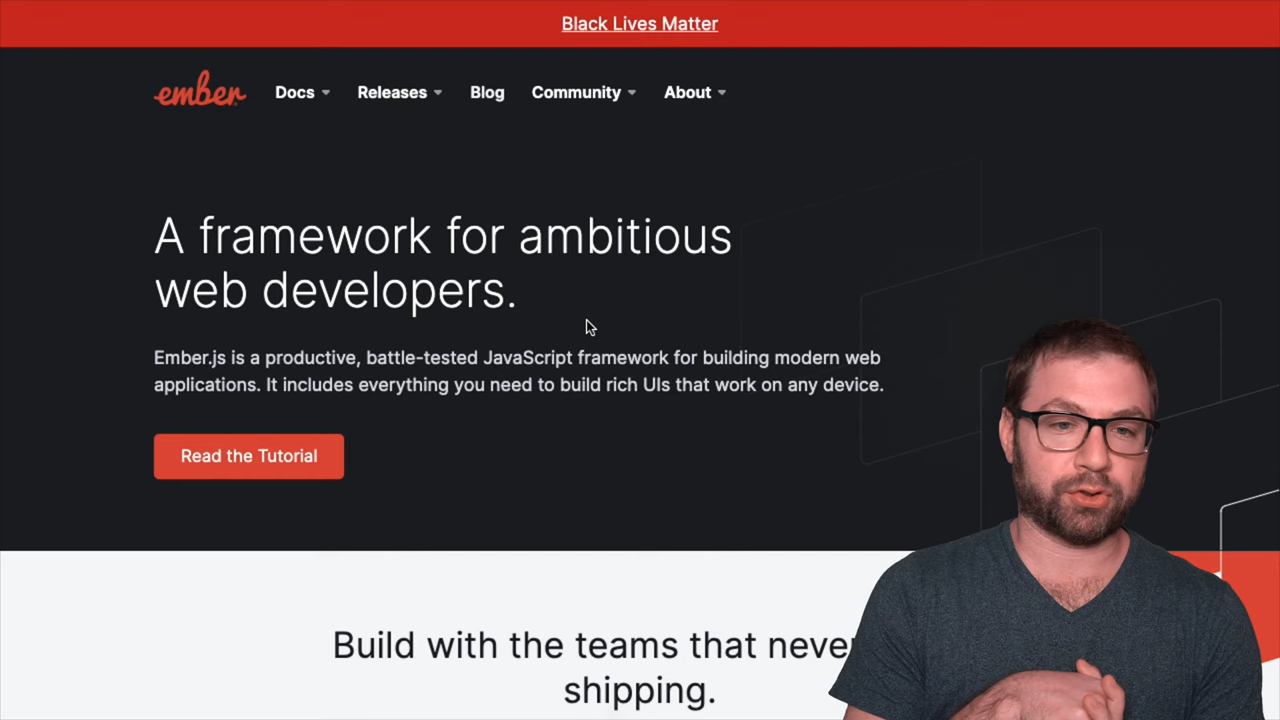 Black Lives Matter
ember Docs Releases Blog Community About
A framework for ambitious
web developers.
Ember.js is a productive, battle-tested JavaScript framework for building modern web
applications. It includes everything you need to build rich UIs that work on any device.
Read the Tutorial
Build with the teams that never
shipping.